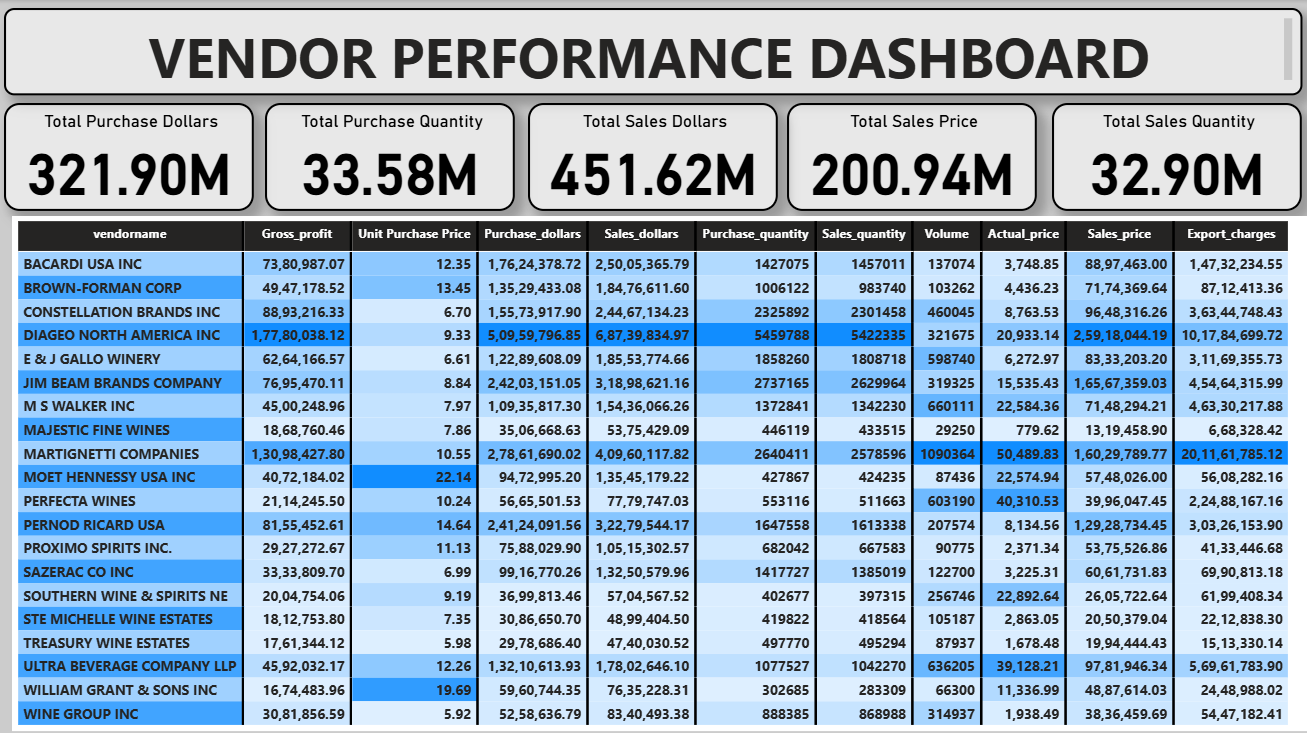 VENDOR PERFORMANCE DASHBOARD
Total Purchase Dollars Total Purchase Quantity Total Sales Dollars Total Sales Price Total Sales Quantity
321.90M 33.58M 451.62M 200.94M 32.90M
vendorname Gross_profit Unit Purchase Price Purchase_dollars Sales_dollars Purchase_quantity Sales_quantity Volume Actual_price Sales_price Export_charges
BACARDI USA INC 73,80,987.07 12.35 1,76,24,378.72 2,50,05,365.79 1427075 1457011 137074 3,748.85 88,97,463.00 1,47,32,234.55
BROWN-FORMAN CORP 49,47,178.52 13.45 1,35,29,433.08 1,84,76,611.60 1006122 983740 103262 4,436.23 71,74,369.64 87,12,413.36
CONSTELLATION BRANDS INC 88,93,216.33 6.70 1,55,73,917.90 2,44,67,134.23 2325892 2301458 460045 8,763.53 96,48,316.26 3,63,44,748.43
DIAGEO NORTH AMERICA INC 1,77,80,038.12 9.33 5,09,59,796.85 6,87,39,834.97 5459788 5422335 321675 20,933.14 2,59,18,044.19 10,17,84,699.72
E & J GALLO WINERY 62,64,166.57 6.61 1,22,89,608.09 1,85,53,774.66 1858260 1808718 598740 6,272.97 83,33,203.20 3,11,69,355.73
JIM BEAM BRANDS COMPANY 76,95,470.11 8.84 2,42,03,151.05 3,18,98,621.16 2737165 2629964 319325 15,535.43 1,65,67,359.03 4,54,64,315.99
M S WALKER INC 45,00,248.96 7.97 1,09,35,817.30 1,54,36,066.26 1372841 1342230 660111 22,584.36 71,48,294.21 4,63,30,217.88
MAJESTIC FINE WINES 18,68,760.46 7.86 35,06,668.63 53,75,429.09 446119 433515 29250 779.62 13,19,458.90 6,68,328.42
MARTIGNETTI COMPANIES 1,30,98,427.80 10.55 2,78,61,690.02 4,09,60,117.82 2640411 2578596 1090364 50,489.83 1,60,29,789.77 20,11,61,785.12
MOET HENNESSY USA INC 40,72,184.02 22.14 94,72,995.20 1,35,45,179.22 427867 424235 87436 22,574.94 57,48,026.00 56,08,282.16
PERFECTA WINES 21,14,245.50 10.24 56,65,501.53 77,79,747.03 553116 511663 603190 40,310.53 39,96,047.45 2,24,88,167.16
PERNOD RICARD USA 81,55,452.61 14.64 2,41,24,091.56 3,22,79,544.17 1647558 1613338 207574 8,134.56 1,29,28,734.45 3,03,26,153.90
PROXIMO SPIRITS INC. 29,27,272.67 11.13 75,88,029.90 1,05,15,302.57 682042 667583 90775 2,371.34 53,75,526.86 41,33,446.68
SAZERAC CO INC 33,33,809.70 6.99 99,16,770.26 1,32,50,579.96 1417727 1385019 122700 3,225.31 60,61,731.83 69,90,813.18
SOUTHERN WINE & SPIRITS NE 20,04,754.06 9.19 36,99,813.46 57,04,567.52 402677 397315 256746 22,892.64 26,05,722.64 61,99,408.34
STE MICHELLE WINE ESTATES 18,12,753.80 7.35 30,86,650.70 48,99,404.50 419822 418564 105187 2,863.05 20,50,379.04 22,12,838.30
TREASURY WINE ESTATES 17,61,344.12 5.98 29,78,686.40 47,40,030.52 497770 495294 87937 1,678.48 19,94,444.43 15,13,330.14
ULTRA BEVERAGE COMPANY LLP 45,92,032.17 12.26 1,32,10,613.93 1,78,02,646.10 1077527 1042270 636205 39,128.21 97,81,946.34 5,69,61,783.90
WILLIAM GRANT & SONS INC 16,74,483.96 19.69 59,60,744.35 76,35,228.31 302685 283309 66300 11,336.99 48,87,614.03 24,48,988.02
WINE GROUP INC 30,81,856.59 5.92 52,58,636.79 83,40,493.38 888385 868988 314937 1,938.49 38,36,459.69 54,47,182.41